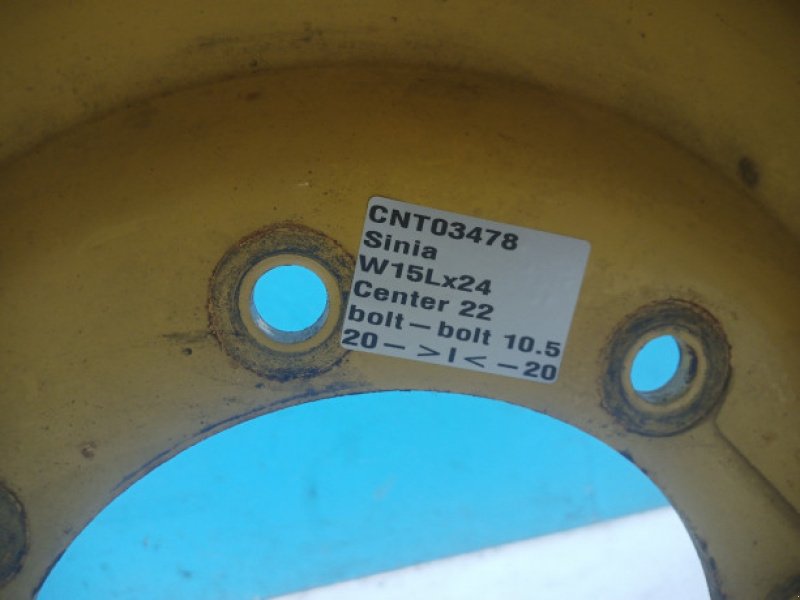 CNT03478
Sinia
W15Lx24
Center 22
bolt-bolt 10.5
20->I<-20